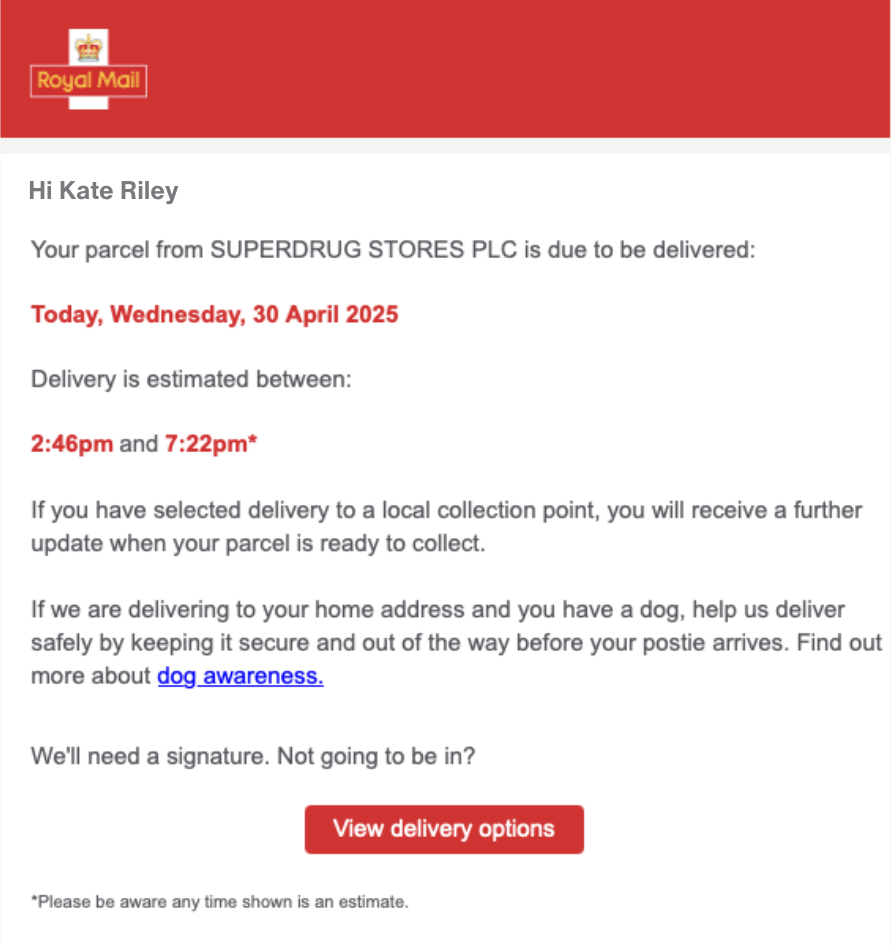 Royal Mail
Hi Kate Riley
Your parcel from SUPERDRUG STORES PLC is due to be delivered:
Today, Wednesday, 30 April 2025
Delivery is estimated between:
2:46pm and 7:22pm*
If you have selected delivery to a local collection point, you will receive a further
update when your parcel is ready to collect.
If we are delivering to your home address and you have a dog, help us deliver
safely by keeping it secure and out of the way before your postie arrives. Find out
more about dog awareness.
We'll need a signature. Not going to be in?
View delivery options
*Please be aware any time shown is an estimate.